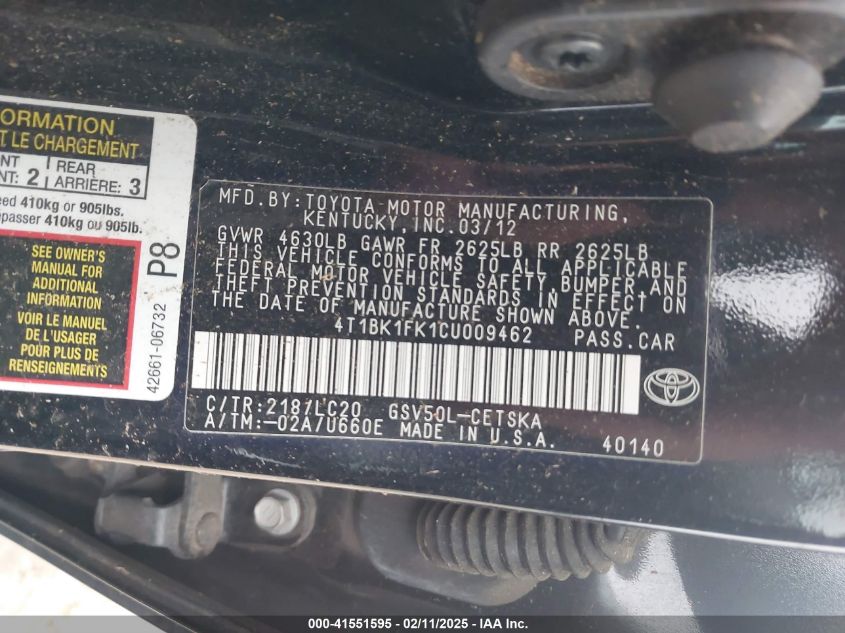 FORMATION
T LE CHARGEMENT
NT: 2 REAR
ARRIÈRE: 3
eed 410kg or 905lbs.
epasser 410kg ou 905lb.
SEE OWNER'S
MANUAL FOR
ADDITIONAL
INFORMATION
VOIR LE MANUEL
DE L'USAGER
POUR PLUS DE
RENSEIGNEMENTS
P8
42661-06732
MFD.BY:TOYOTA MOTOR MANUFACTURING,
KENTUCKY,INC.03/12
GVWR 4630LB GAWR FR 2625LB RR 2625LB
THIS VEHICLE CONFORMS TO ALL APPLICABLE
FEDERAL MOTOR VEHICLE SAFETY,BUMPER,AND
THEFT PREVENTION STANDARDS IN EFFECT ON
THE DATE OF MANUFACTURE SHOWN ABOVE.
4T1BK1FK1CU009462 PASS.CAR
C/TR:2187LC20 GSV50L-CETSKA
A/TM:-02A/U660E MADE IN U.S.A.
40140
000-41551595 - 02/11/2025 - IAA Inc.